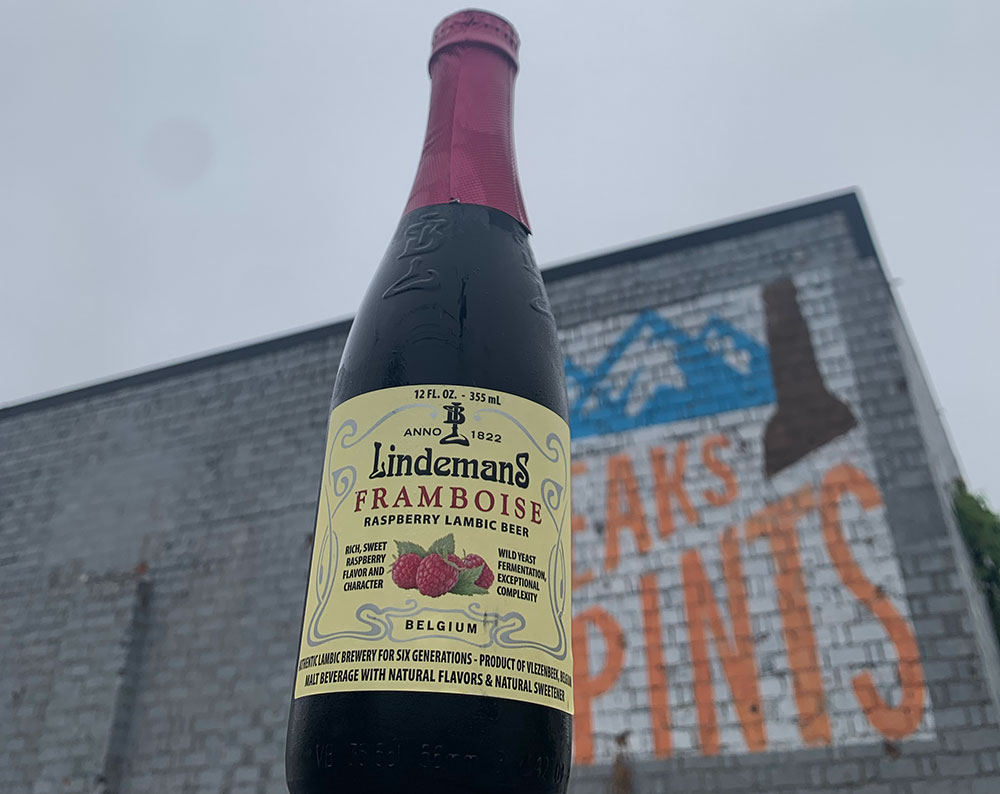 12 FL. OZ. - 355 mL
ANNO 1822
LindemanS
FRAMBOISE
RASPBERRY LAMBIC BEER
RICH, SWEET
RASPBERRY
FLAVOR AND
CHARACTER
WILD YEAST
FERMENTATION,
EXCEPTIONAL
COMPLEXITY
BELGIUM
AUTHENTIC LAMBIC BREWERY FOR SIX GENERATIONS - PRODUCT OF VLEZENBEEK, BELGIUM
MALT BEVERAGE WITH NATURAL FLAVORS & NATURAL SWEETENER
EAKS
PINTS